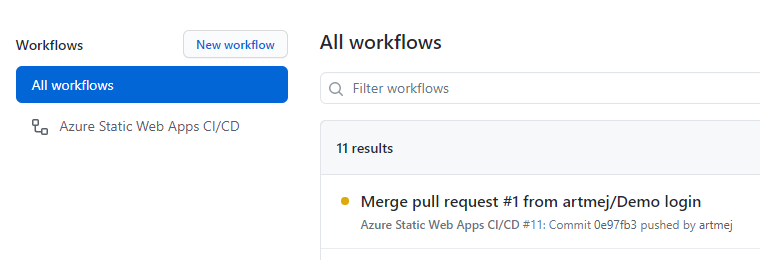 Workflows
New workflow
All workflows
Azure Static Web Apps CI/CD
All workflows
Filter workflows
11 results
Merge pull request #1 from artmej/Demo login
Azure Static Web Apps CI/CD #11: Commit 0e97fb3 pushed by artmej